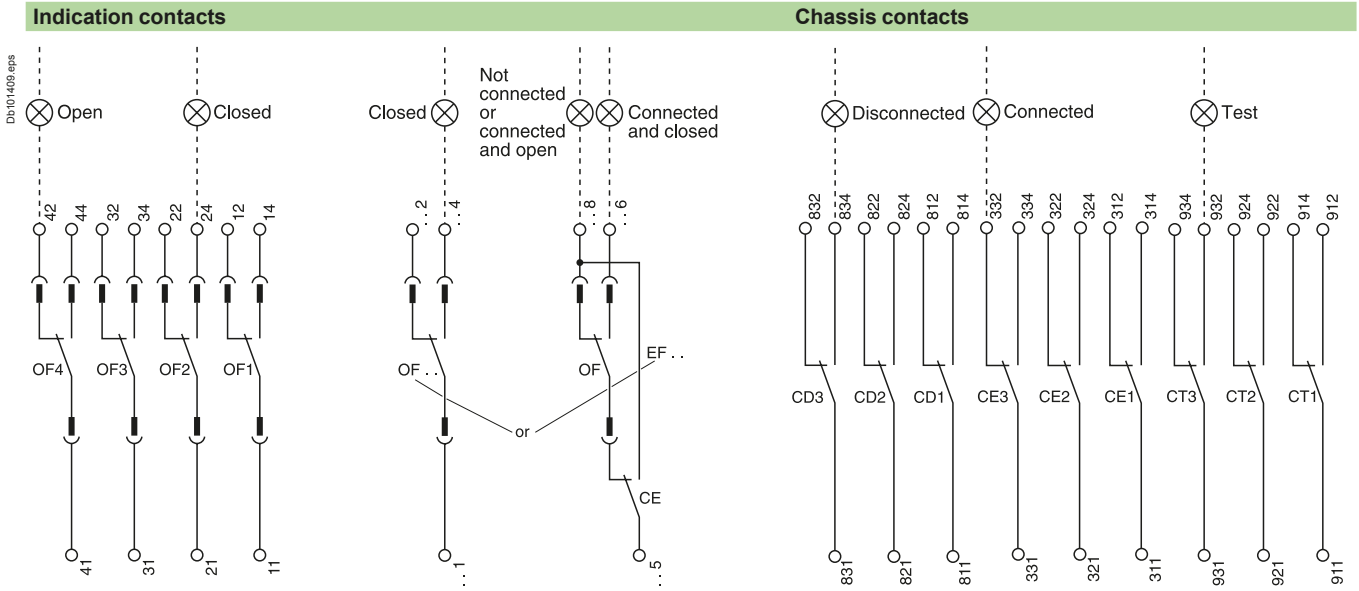 Indication contacts
Chassis contacts
Db101409.eps
Open
Closed
Closed
Not
connected
or
connected
and open
Connected
and closed
Disconnected
Connected
Test
42
44
32
34
22
24
12
14
. . 2
. . 4
. . 8
. . 6
832
834
822
824
812
814
332
334
322
324
312
314
934
932
924
922
914
912
OF4
OF3
OF2
OF1
OF . .
OF
EF . .
or
CE
CD3
CD2
CD1
CE3
CE2
CE1
CT3
CT2
CT1
41
31
21
11
. . 1
. . 5
831
821
811
331
321
311
931
921
911